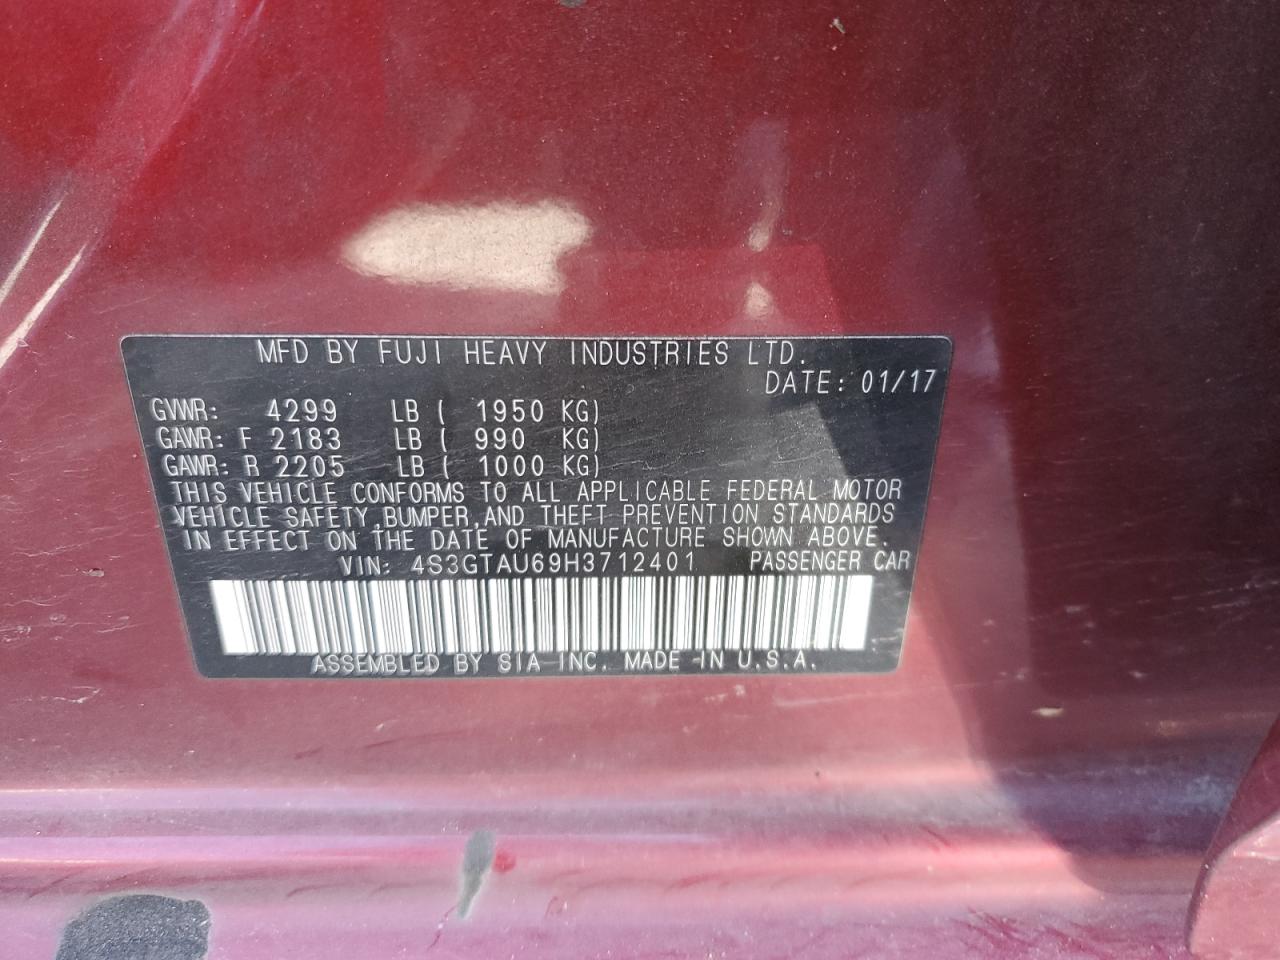 MFD BY FUJI HEAVY INDUSTRIES LTD.
DATE: 01/17
GVWR: 4299 LB ( 1950 KG)
GAWR: F 2183 LB ( 990 KG)
GAWR: R 2205 LB ( 1000 KG)
THIS VEHICLE CONFORMS TO ALL APPLICABLE FEDERAL MOTOR
VEHICLE SAFETY,BUMPER,AND THEFT PREVENTION STANDARDS
IN EFFECT ON THE DATE OF MANUFACTURE SHOWN ABOVE.
VIN: 4S3GTAU69H3712401 PASSENGER CAR
ASSEMBLED BY SIA INC. MADE IN U.S.A.